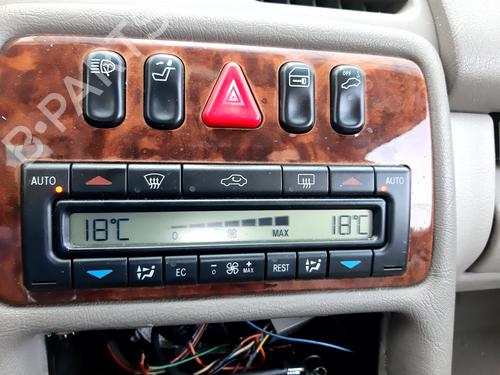 B-PARTS
OFF
AUTO
AUTO
18°C
0
MAX
18°C
EC
0
+
MAX
REST